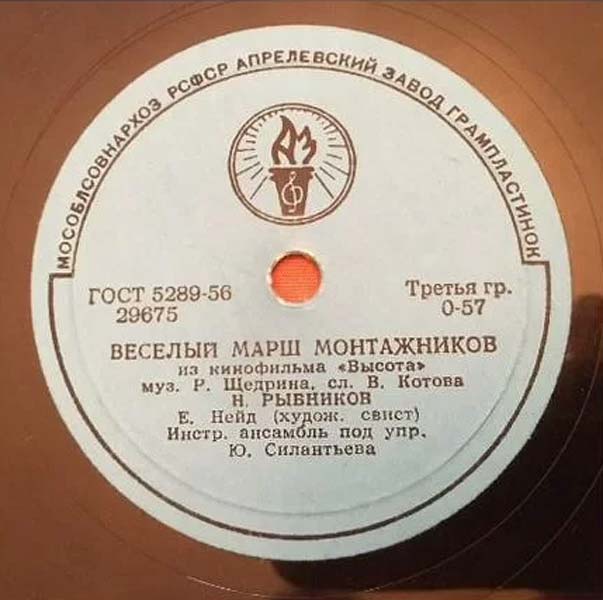 МОСОБЛСОВНАРХОЗ РСФСР АПРЕЛЕВСКИЙ ЗАВОД ГРАМПЛАСТИНОК
АЗ
ГОСТ 5289-56
29675
Третья гр.
0-57
ВЕСЕЛЫЙ МАРШ МОНТАЖНИКОВ
из кинофильма «Высота»
муз. Р. Щедрина, сл. В. Котова
Н. РЫБНИКОВ
Е. Нейд (худож. свист)
Инстр. ансамбль под упр.
Ю. Силантьева